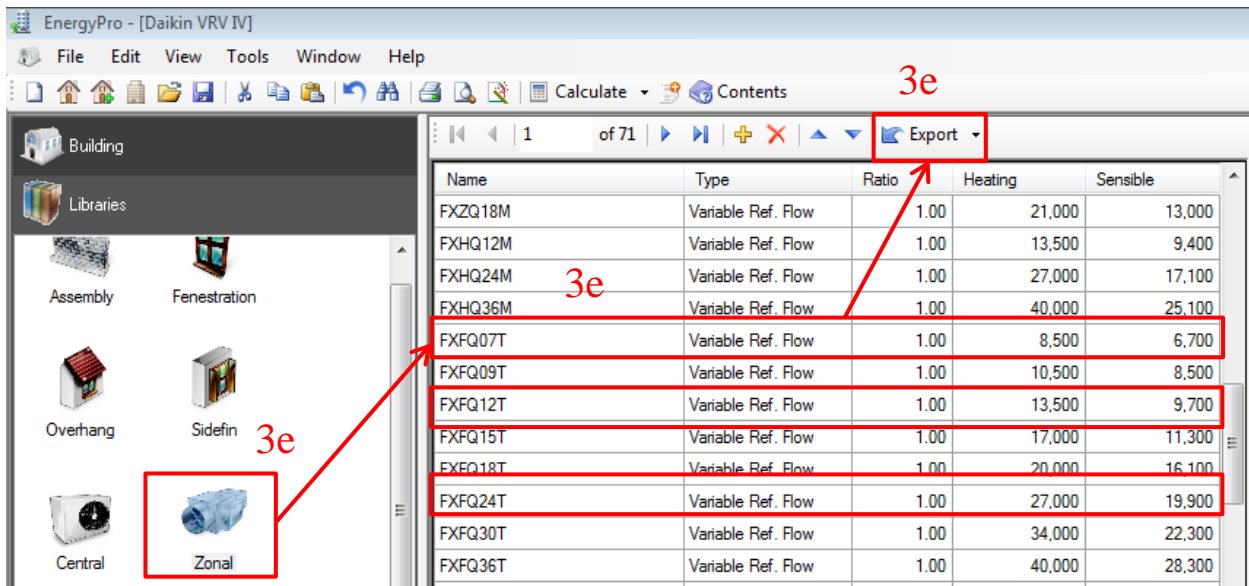 EnergyPro - [Daikin VRV IV]
File Edit View Tools Window Help
Calculate Contents
3e
Building
1 of 71 Export
Libraries
Name Type Ratio Heating Sensible
FXZQ18M Variable Ref. Flow 1.00 21,000 13,000
FXHQ12M Variable Ref. Flow 1.00 13,500 9,400
FXHQ24M Variable Ref. Flow 1.00 27,000 17,100
3e
Assembly Fenestration
FXHQ36M Variable Ref. Flow 1.00 40,000 25,100
FXFQ07T Variable Ref. Flow 1.00 8,500 6,700
FXFQ09T Variable Ref. Flow 1.00 10,500 8,500
FXFQ12T Variable Ref. Flow 1.00 13,500 9,700
Overhang Sidefin
3e
FXFQ15T Variable Ref. Flow 1.00 17,000 11,300
FXFQ18T Variable Ref. Flow 1.00 20,000 16,100
FXFQ24T Variable Ref. Flow 1.00 27,000 19,900
FXFQ30T Variable Ref. Flow 1.00 34,000 22,300
Central Zonal
FXFQ36T Variable Ref. Flow 1.00 40,000 28,300